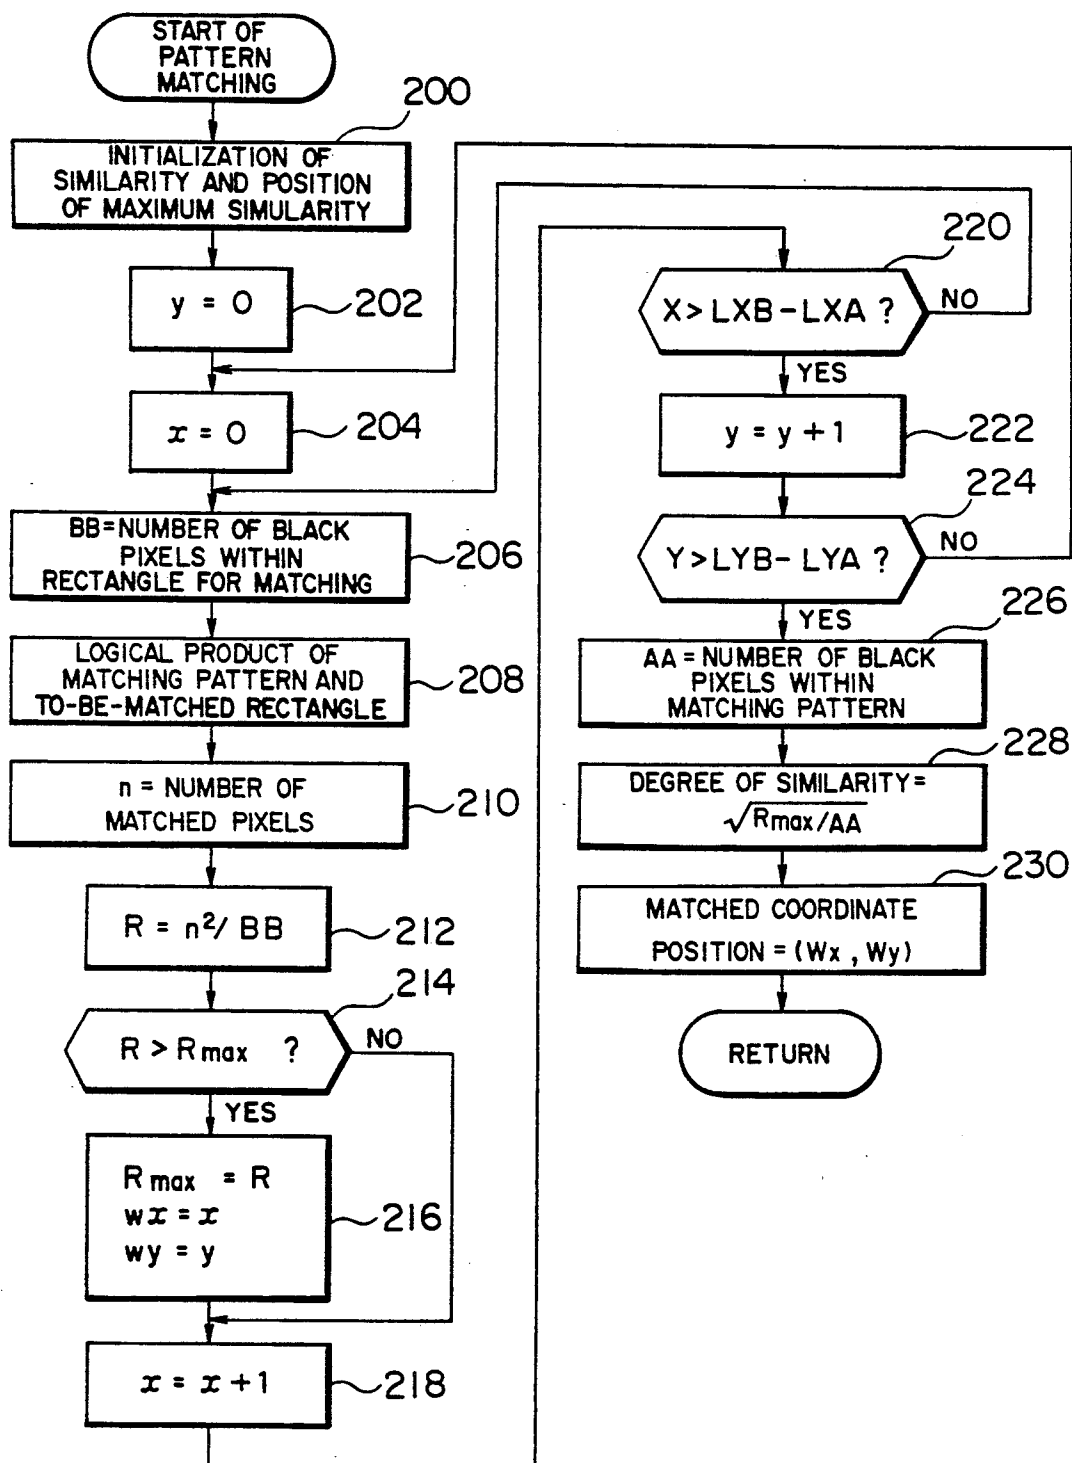 START OF
PATTERN
MATCHING
200
INITIALIZATION OF
SIMILARITY AND POSITION
OF MAXIMUM SIMULARITY
y = 0
202
x = 0
204
BB=NUMBER OF BLACK
PIXELS WITHIN
RECTANGLE FOR MATCHING
206
LOGICAL PRODUCT OF
MATCHING PATTERN AND
TO-BE-MATCHED RECTANGLE
208
n = NUMBER OF
MATCHED PIXELS
210
R = n²/ BB
212
214
R > Rmax ?
NO
YES
Rmax = R
wx = x
wy = y
216
x = x +1
218
220
X > LXB - LXA ?
NO
YES
y = y +1
222
224
Y > LYB - LYA ?
NO
YES
226
AA = NUMBER OF BLACK
PIXELS WITHIN
MATCHING PATTERN
228
DEGREE OF SIMILARITY=
√Rmax/AA
230
MATCHED COORDINATE
POSITION = (Wx , Wy)
RETURN